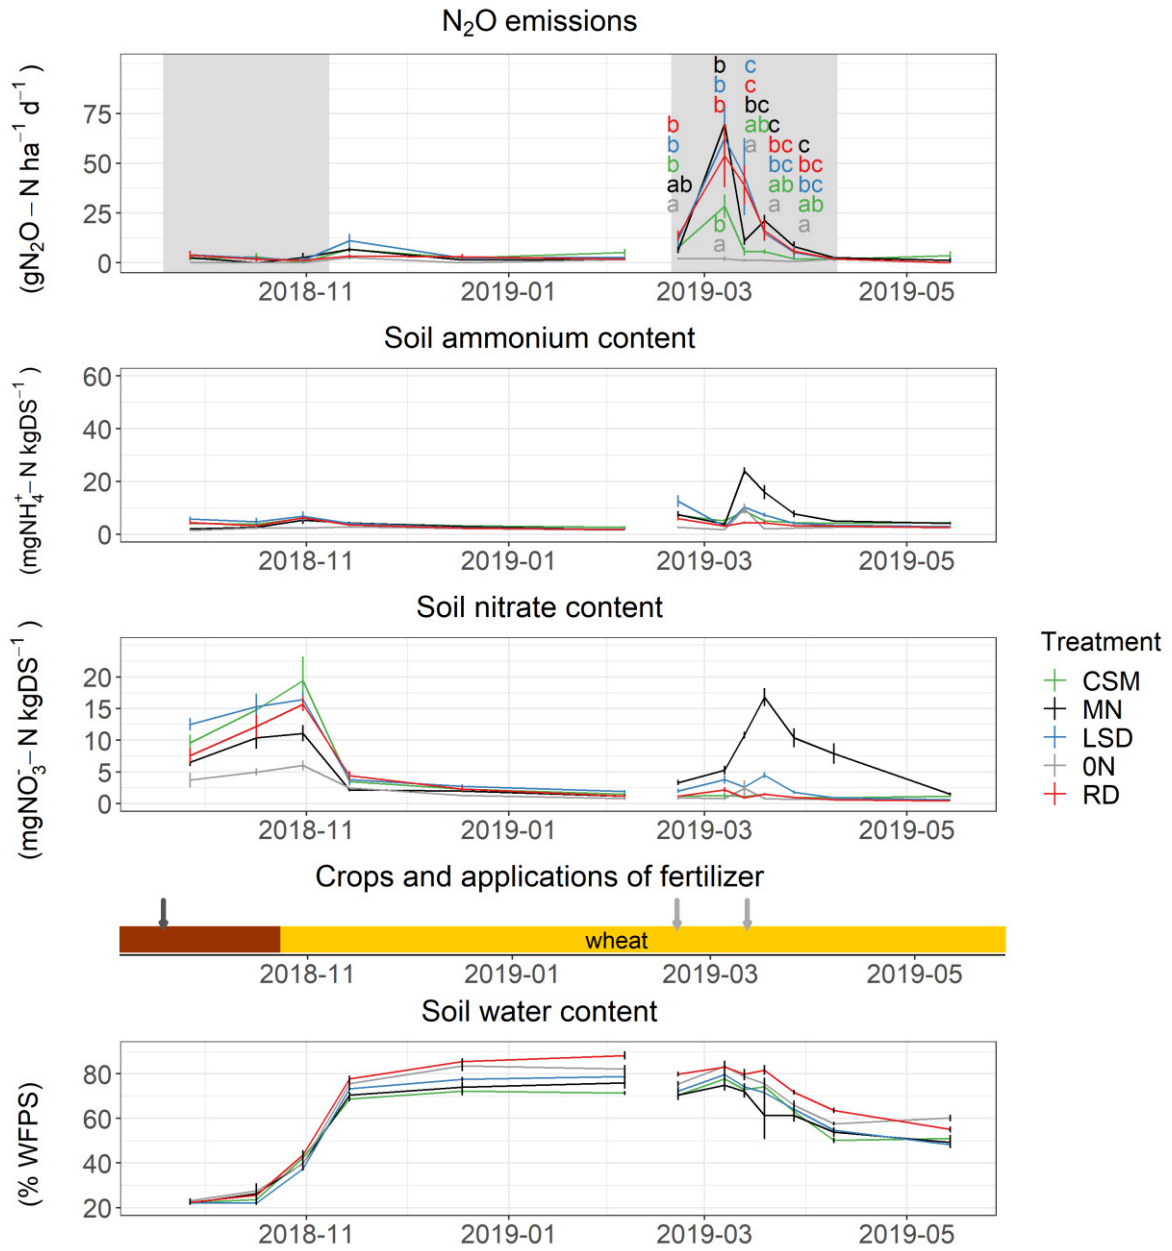 N₂O emissions
(gN₂O−N ha⁻¹ d⁻¹ )
75
50
25
0
b
b
b
ab
a
b
b
b
b
a
c
c
bc
ab
a
c
bc
bc
ab
a
c
bc
bc
ab
a
2018-11 2019-01 2019-03 2019-05
Soil ammonium content
(mgNH₄⁺−N kgDS⁻¹ )
60
40
20
0
2018-11 2019-01 2019-03 2019-05
Soil nitrate content
(mgNO₃−N kgDS⁻¹ )
20
15
10
5
0
2018-11 2019-01 2019-03 2019-05
Treatment
CSM
MN
LSD
0N
RD
Crops and applications of fertilizer
wheat
2018-11 2019-01 2019-03 2019-05
Soil water content
(% WFPS)
80
60
40
20
2018-11 2019-01 2019-03 2019-05